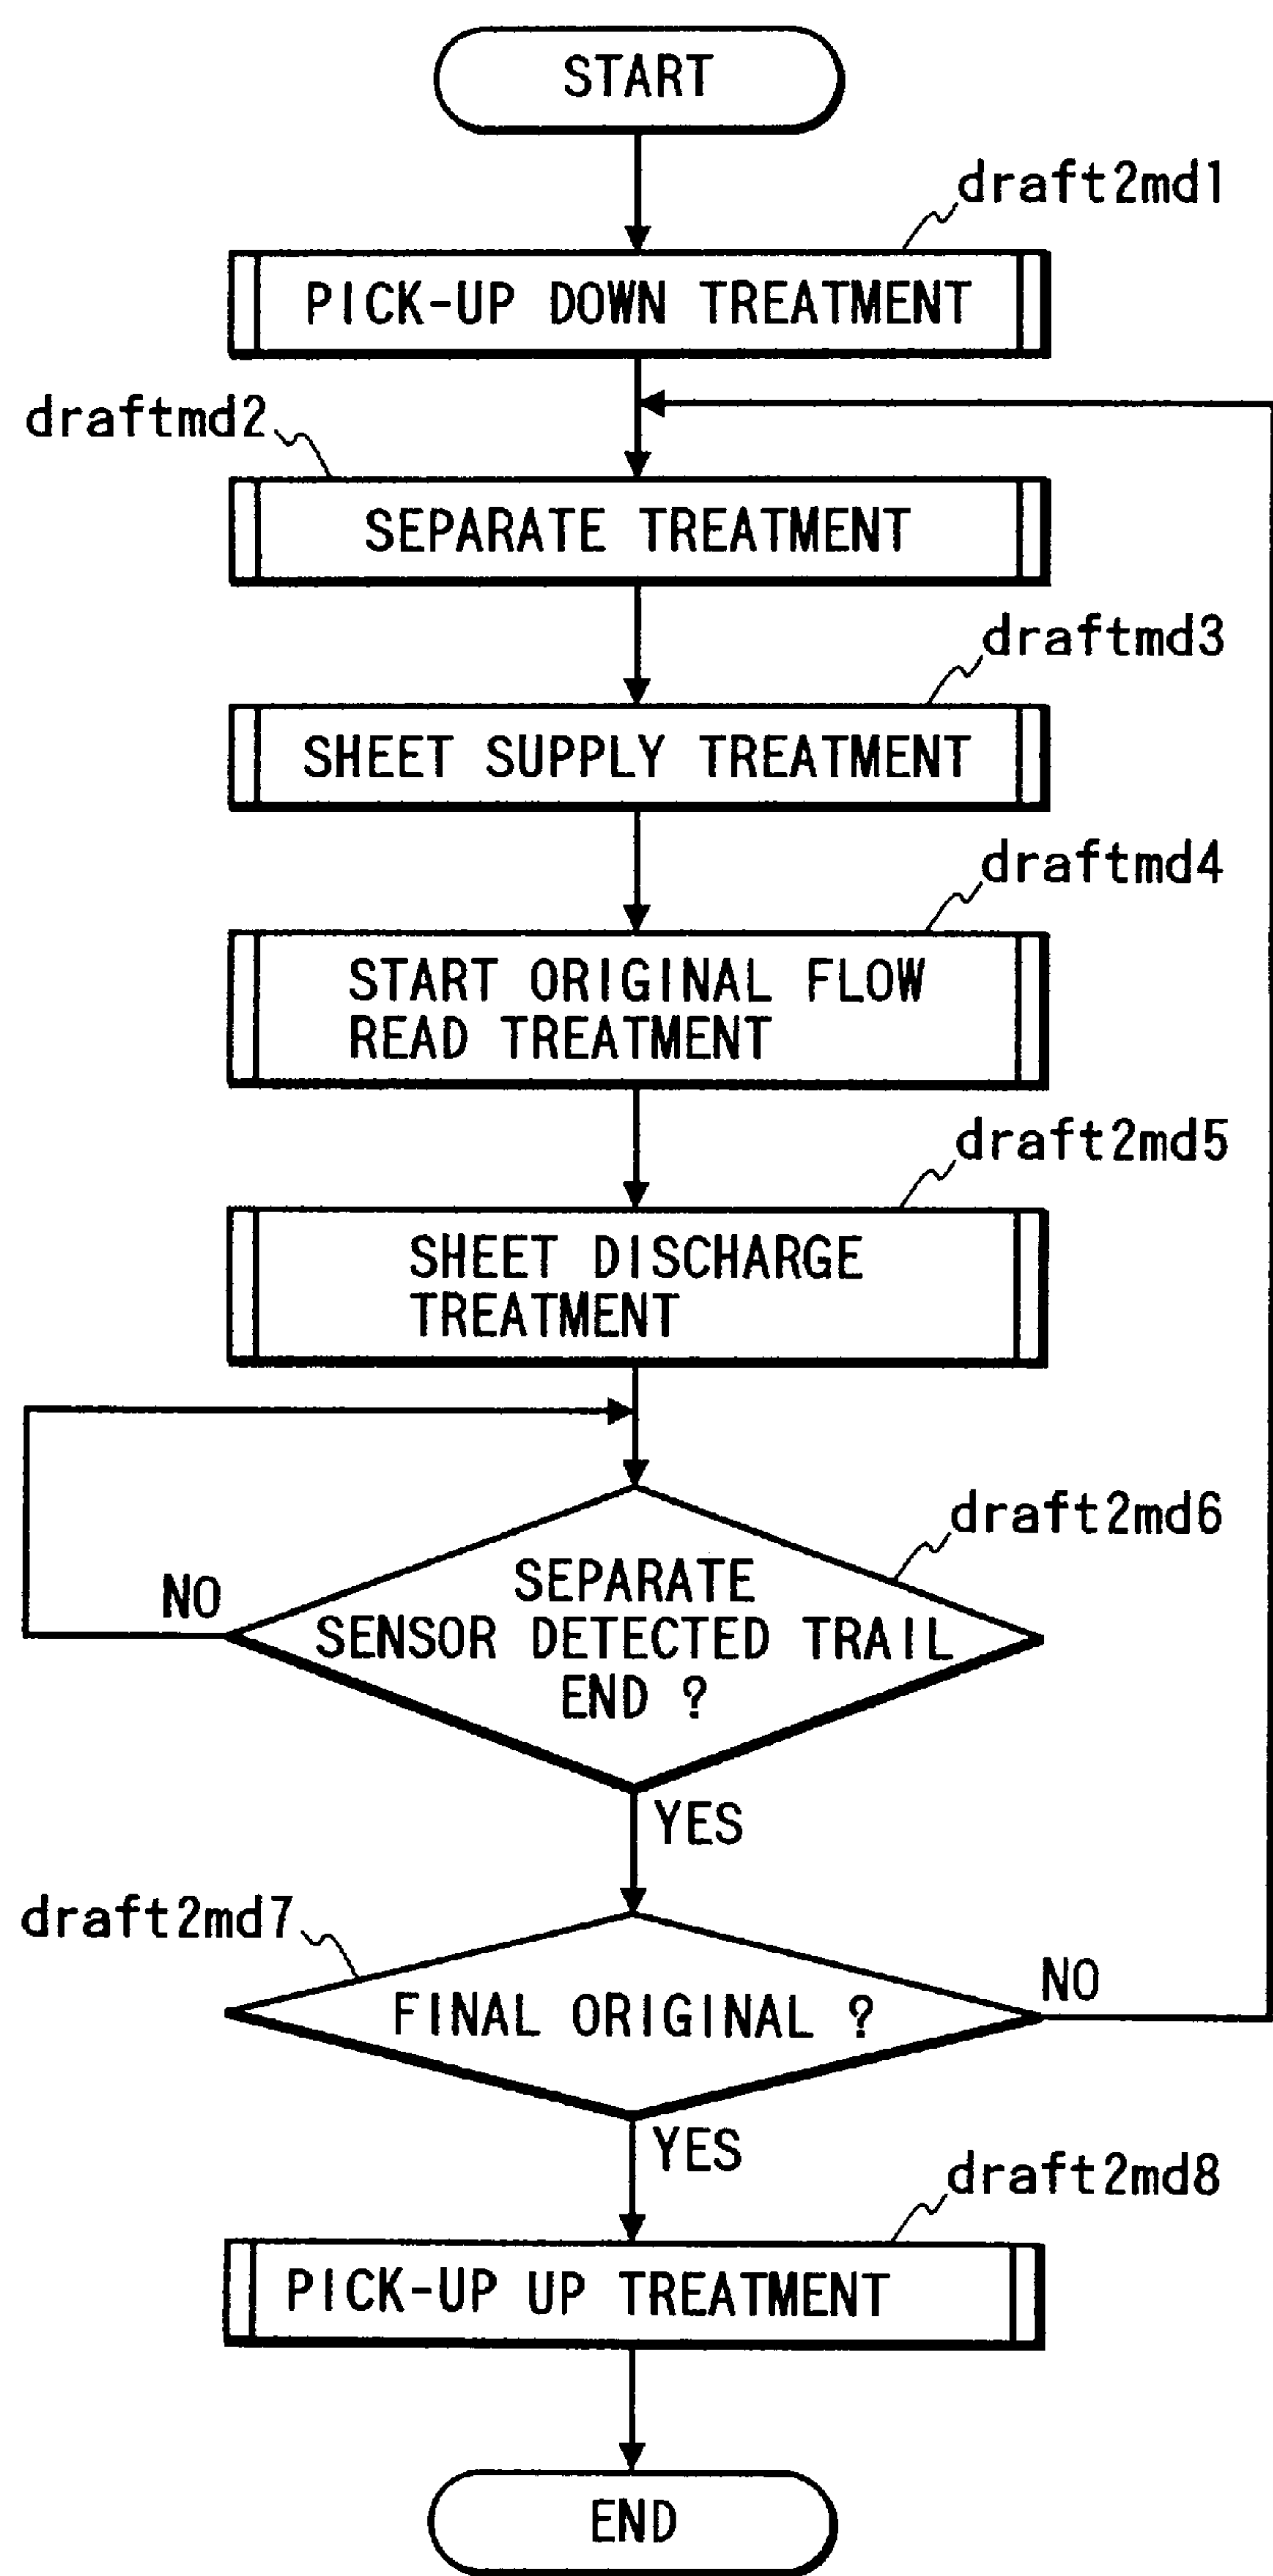 START
draft2md1
PICK-UP DOWN TREATMENT
draftmd2
SEPARATE TREATMENT
draftmd3
SHEET SUPPLY TREATMENT
draftmd4
START ORIGINAL FLOW
READ TREATMENT
draft2md5
SHEET DISCHARGE
TREATMENT
draft2md6
SEPARATE
NO
SENSOR DETECTED TRAIL
END ?
YES
draft2md7
NO
FINAL ORIGINAL ?
YES
draft2md8
PICK-UP UP TREATMENT
END